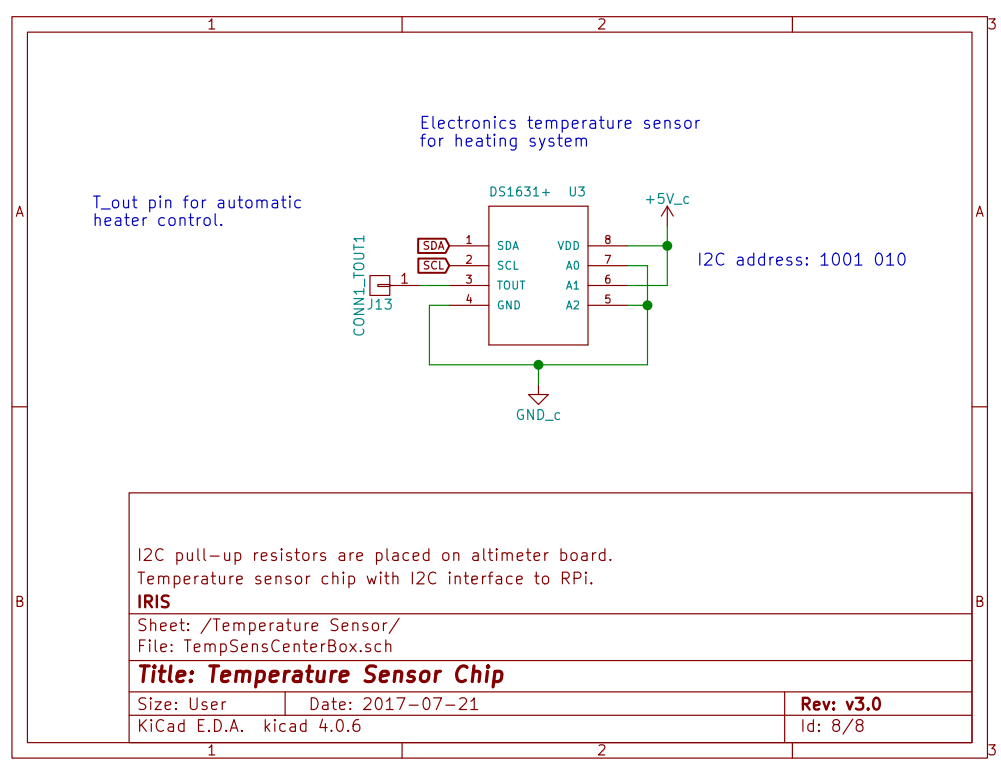 1 2 3
Electronics temperature sensor
for heating system
T_out pin for automatic
heater control.
A A
DS1631+ U3
+5V_c
SDA 1 SDA VDD 8
SCL 2 SCL A0 7
1 3 TOUT A1 6
4 GND A2 5
CONN1_TOUT1
J13
I2C address: 1001 010
GND_c
I2C pull-up resistors are placed on altimeter board.
Temperature sensor chip with I2C interface to RPi.
IRIS
B B
Sheet: /Temperature Sensor/
File: TempSensCenterBox.sch
Title: Temperature Sensor Chip
Size: User Date: 2017-07-21 Rev: v3.0
KiCad E.D.A. kicad 4.0.6 Id: 8/8
1 2 3